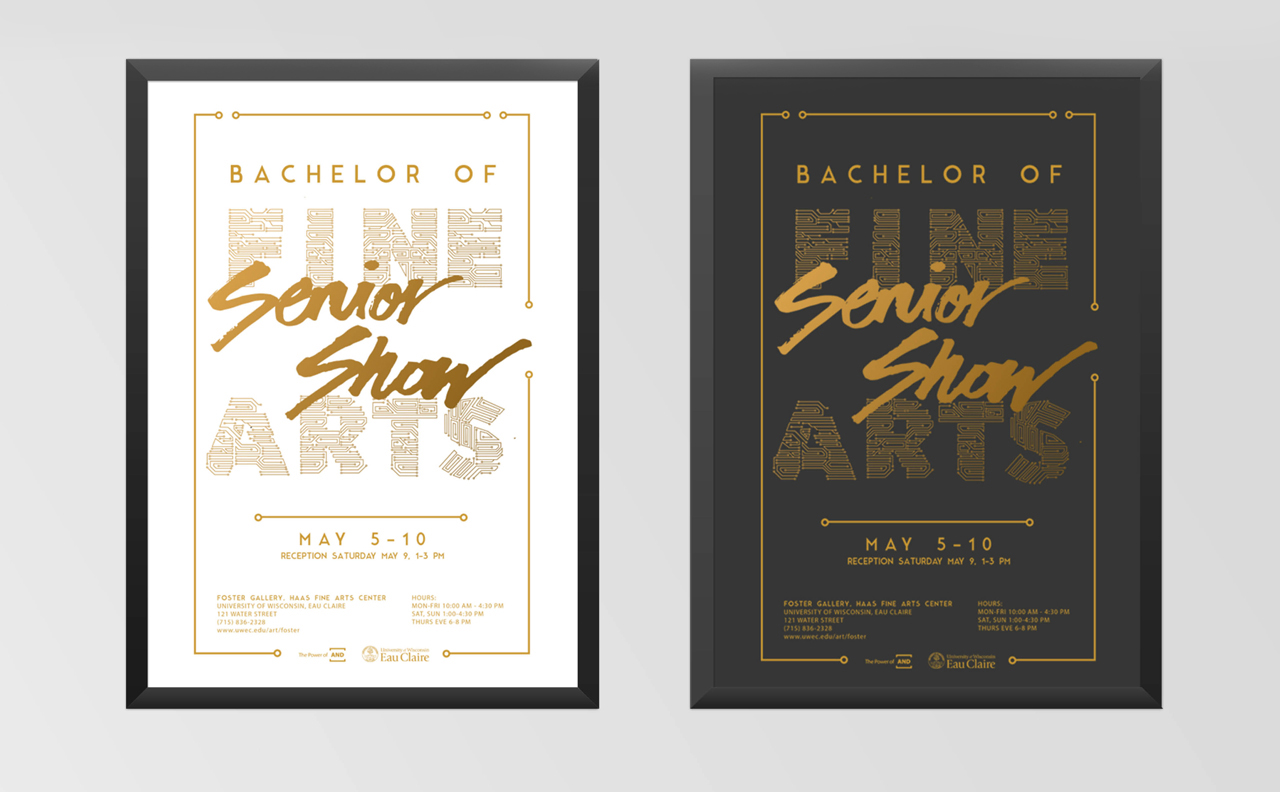 BACHELOR OF
FINE
Senior
Show
ARTS
MAY 5-10
RECEPTION SATURDAY MAY 9, 1-3 PM
FOSTER GALLERY, HAAS FINE ARTS CENTER
UNIVERSITY OF WISCONSIN, EAU CLAIRE
121 WATER STREET
(715) 836-2328
www.uwec.edu/art/foster
HOURS:
MON-FRI 10:00 AM - 4:30 PM
SAT, SUN 1:00-4:30 PM
THURS EVE 6-8 PM
The Power of AND
University of Wisconsin
Eau Claire
BACHELOR OF
FINE
Senior
Show
ARTS
MAY 5-10
RECEPTION SATURDAY MAY 9, 1-3 PM
FOSTER GALLERY, HAAS FINE ARTS CENTER
UNIVERSITY OF WISCONSIN, EAU CLAIRE
121 WATER STREET
(715) 836-2328
www.uwec.edu/art/foster
HOURS:
MON-FRI 10:00 AM - 4:30 PM
SAT, SUN 1:00-4:30 PM
THURS EVE 6-8 PM
The Power of AND
University of Wisconsin
Eau Claire